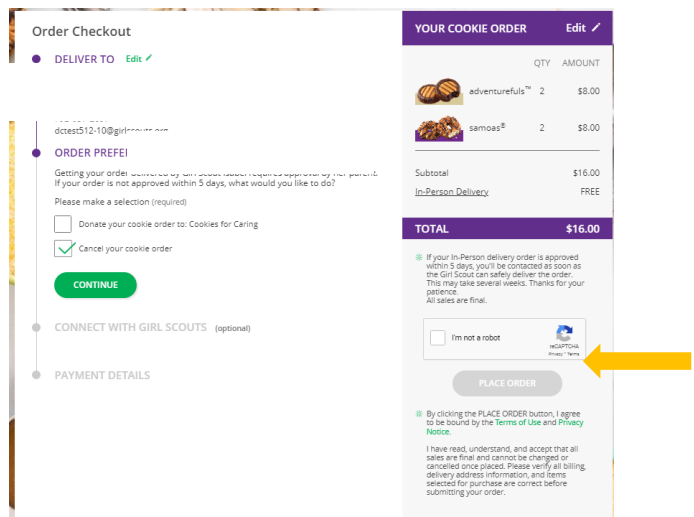 Order Checkout
DELIVER TO Edit
dctest512-10@girlscouts.org
ORDER PREFE
Getting your order delivered by Girl Scout Isabel requires approval by her parent.
If your order is not approved within 5 days, what would you like to do?
Please make a selection (required)
Donate your cookie order to: Cookies for Caring
Cancel your cookie order
CONTINUE
CONNECT WITH GIRL SCOUTS (optional)
PAYMENT DETAILS
YOUR COOKIE ORDER Edit
QTY AMOUNT
adventurefuls™ 2 $8.00
samoas® 2 $8.00
Subtotal $16.00
In-Person Delivery FREE
TOTAL $16.00
If your In-Person delivery order is approved
within 5 days, you'll be contacted as soon as
the Girl Scout can safely deliver the order.
This may take several weeks. Thanks for your
patience.
All sales are final.
I'm not a robot
reCAPTCHA
Privacy - Terms
PLACE ORDER
By clicking the PLACE ORDER button, I agree
to be bound by the Terms of Use and Privacy
Notice.
I have read, understand, and accept that all
sales are final and cannot be changed or
cancelled once placed. Please verify all billing,
delivery address information, and items
selected for purchase are correct before
submitting your order.